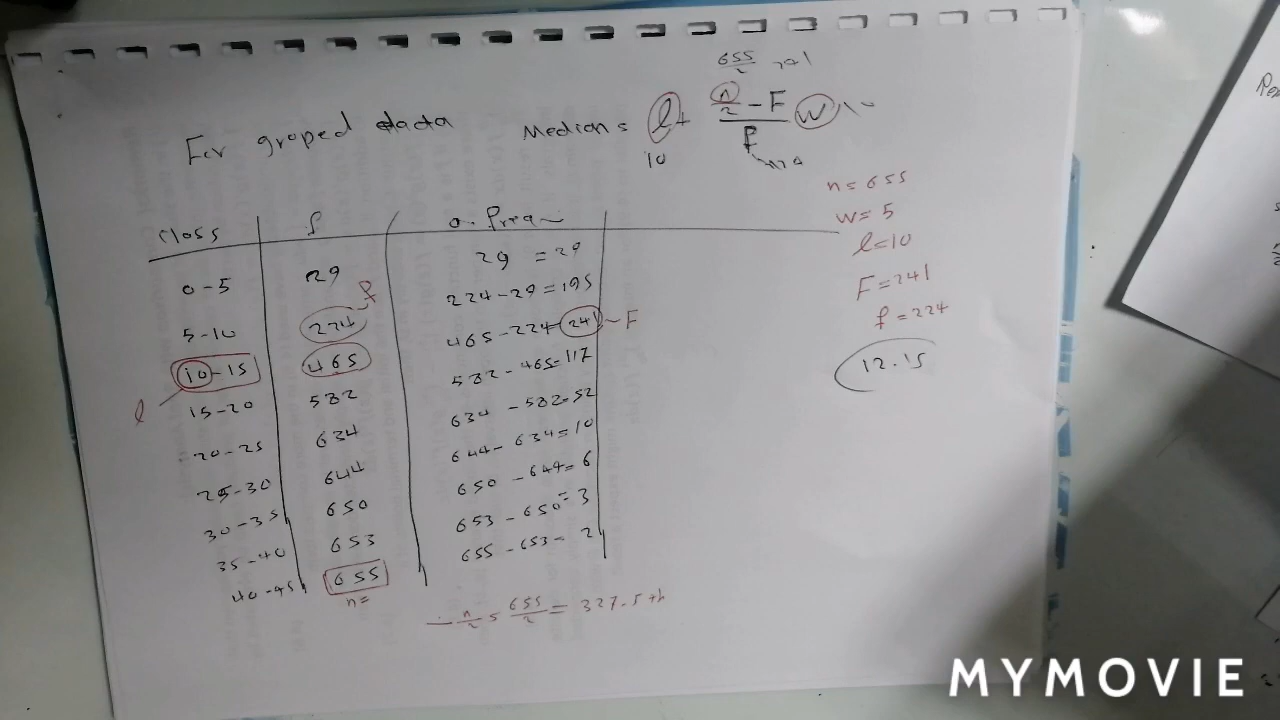 655/2
For groped data Median = l + (n/2 - F)/f w
10
n=655
w=5
l=10
F=241
f=224
12.15
Class f o. freq
0-5 29 29 = 29
f
5-10 224 224-29=195
10-15 465 465-224 241 - F
l
15-20 582 582-465=117
20-25 634 634-582=52
25-30 644 644-634=10
30-35 650 650-644=6
35-40 653 653-650=3
40-45 655 655-653- 2
n=
n/2 = 655/2 = 327.5th
MYMOVIE